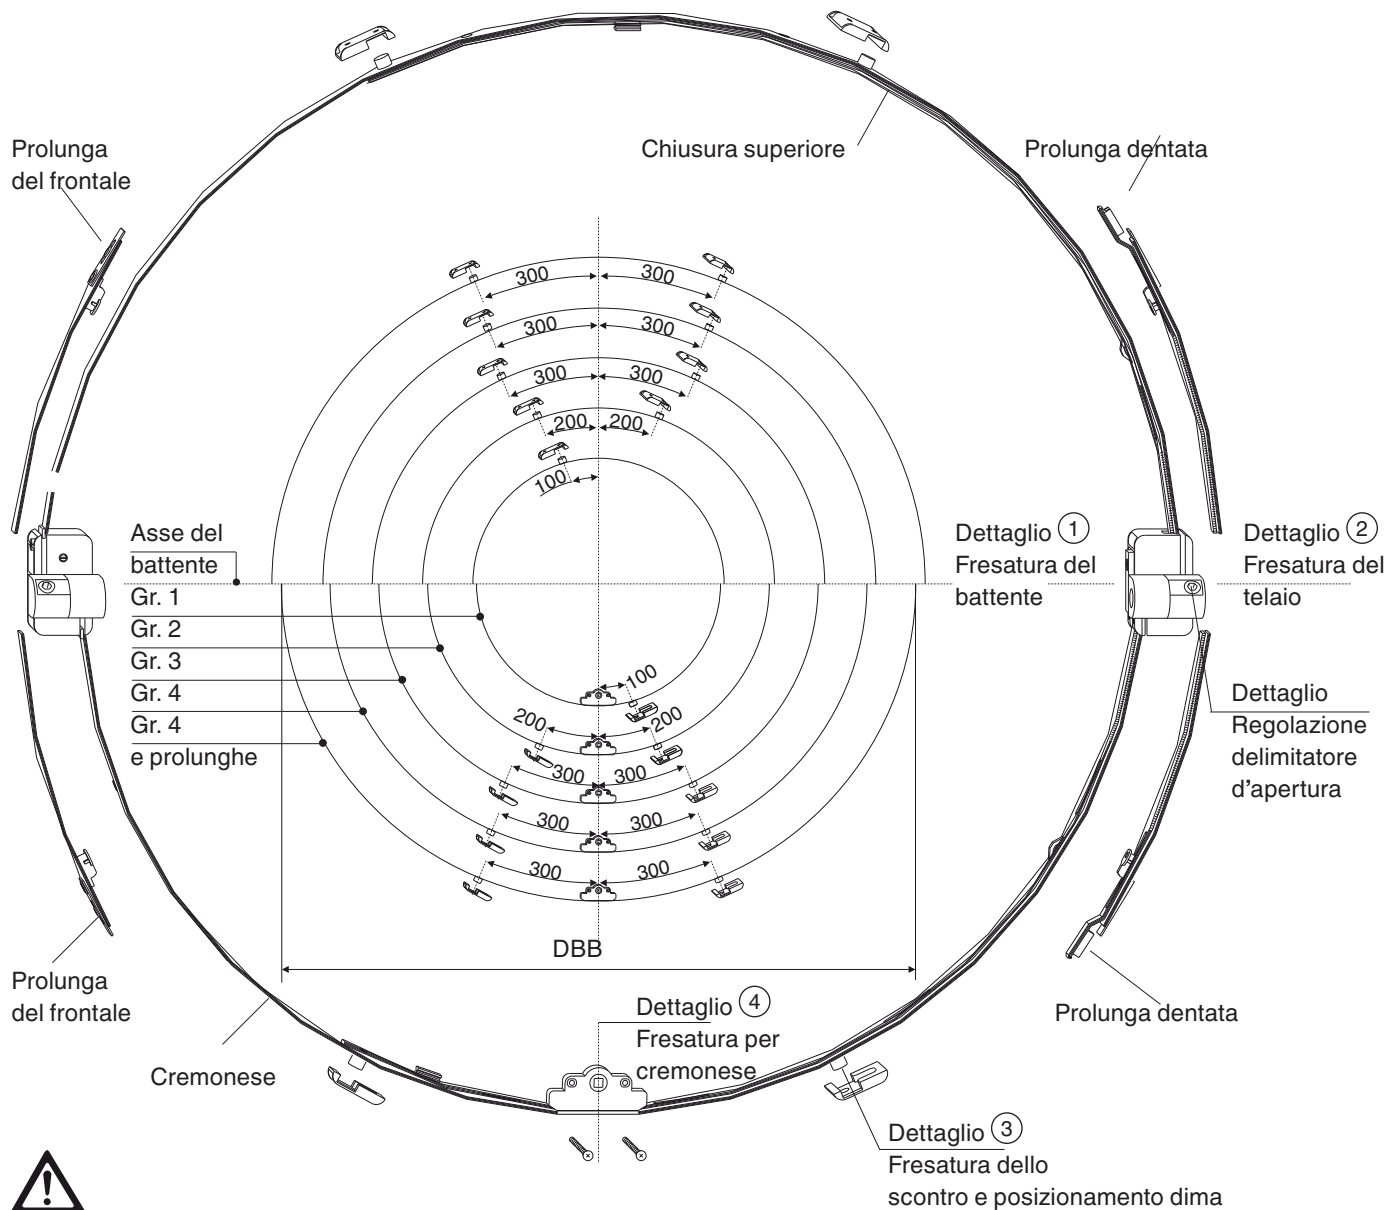 Prolunga
del frontale
Chiusura superiore
Prolunga dentata
300
300
300
300
300
300
200
200
100
Asse del
battente
Gr. 1
Gr. 2
Gr. 3
Gr. 4
Gr. 4
e prolunghe
Dettaglio 1
Fresatura del
battente
Dettaglio 2
Fresatura del
telaio
100
200
200
300
300
300
300
300
300
Dettaglio
Regolazione
delimitatore
d'apertura
DBB
Prolunga
del frontale
Cremonese
Dettaglio 4
Fresatura per
cremonese
Prolunga dentata
Dettaglio 3
Fresatura dello
scontro e posizionamento dima